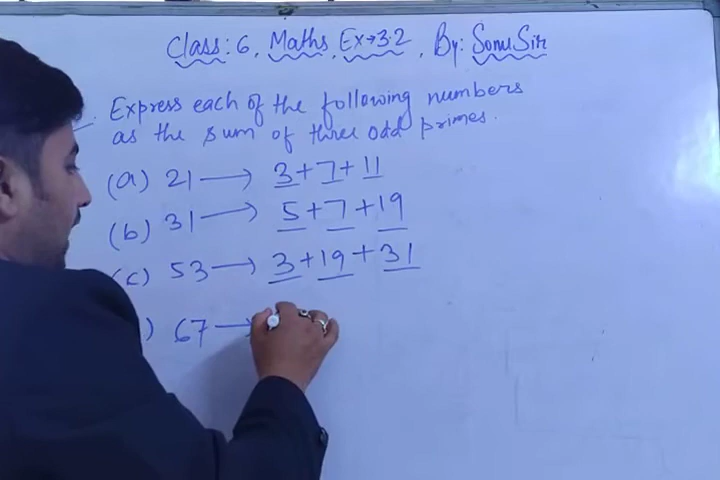 Class: 6, Maths, Ex→3.2, By: Sonu Sir
Express each of the following numbers
as the sum of three odd primes.
(a) 21 → 3+7+11
(b) 31 → 5+7+19
(c) 53 → 3+19+31
) 67 →